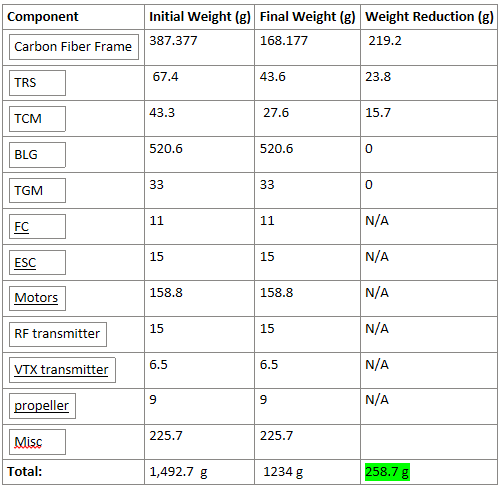 Component Initial Weight (g) Final Weight (g) Weight Reduction (g)
Carbon Fiber Frame 387.377 168.177 219.2
TRS 67.4 43.6 23.8
TCM 43.3 27.6 15.7
BLG 520.6 520.6 0
TGM 33 33 0
FC 11 11 N/A
ESC 15 15 N/A
Motors 158.8 158.8 N/A
RF transmitter 15 15 N/A
VTX transmitter 6.5 6.5 N/A
propeller 9 9 N/A
Misc 225.7 225.7
Total: 1,492.7 g 1234 g 258.7 g